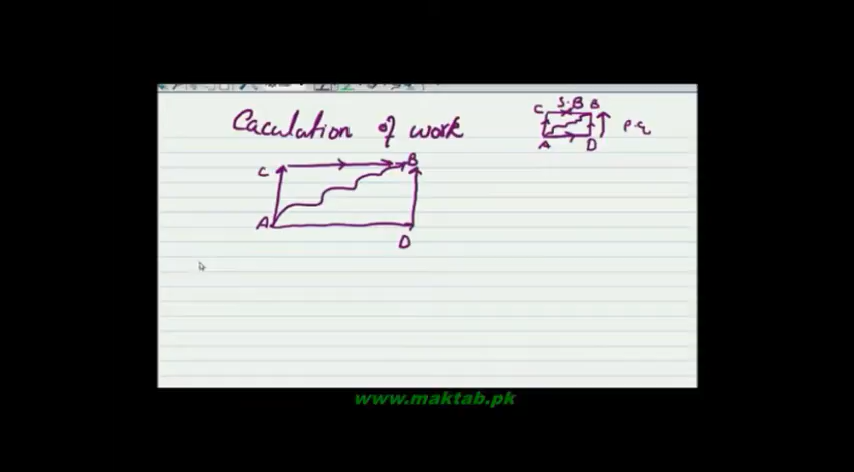 Caculation of work
C S.B B
A D
P-q
C B
A
D
www.maktab.pk